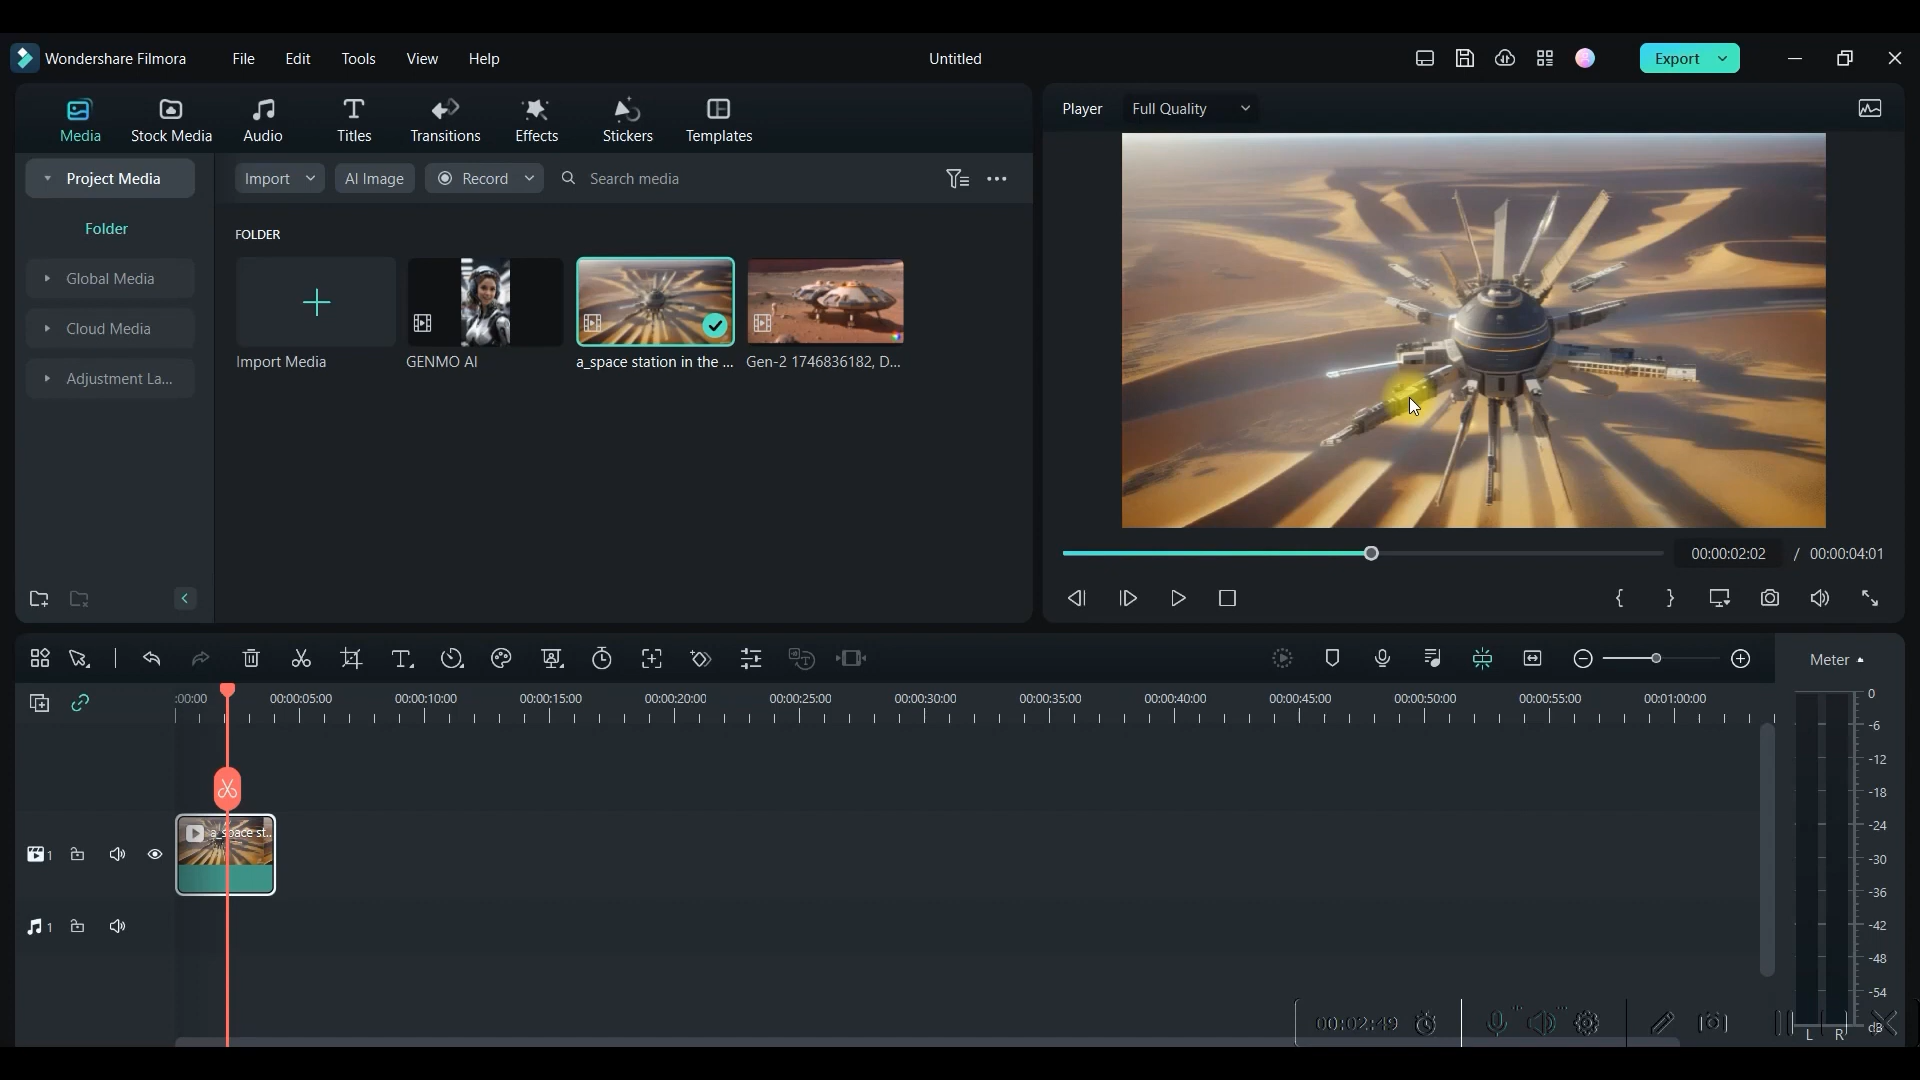 Wondershare Filmora File Edit Tools View Help Untitled Export
Media Stock Media Audio Titles Transitions Effects Stickers Templates
Player Full Quality
Project Media
Import AI Image Record Search media
Folder
Global Media
Cloud Media
Adjustment La...
FOLDER
Import Media GENMO AI a_space station in the ... Gen-2 1746836182, D...
00:00:02:02 / 00:00:04:01
{ }
Meter
:00:00 00:00:05:00 00:00:10:00 00:00:15:00 00:00:20:00 00:00:25:00 00:00:30:00 00:00:35:00 00:00:40:00 00:00:45:00 00:00:50:00 00:00:55:00 00:01:00:00
a_space st...
1
1
0
-6
-12
-18
-24
-30
-36
-42
-48
-54
dB
L R
00:02:49